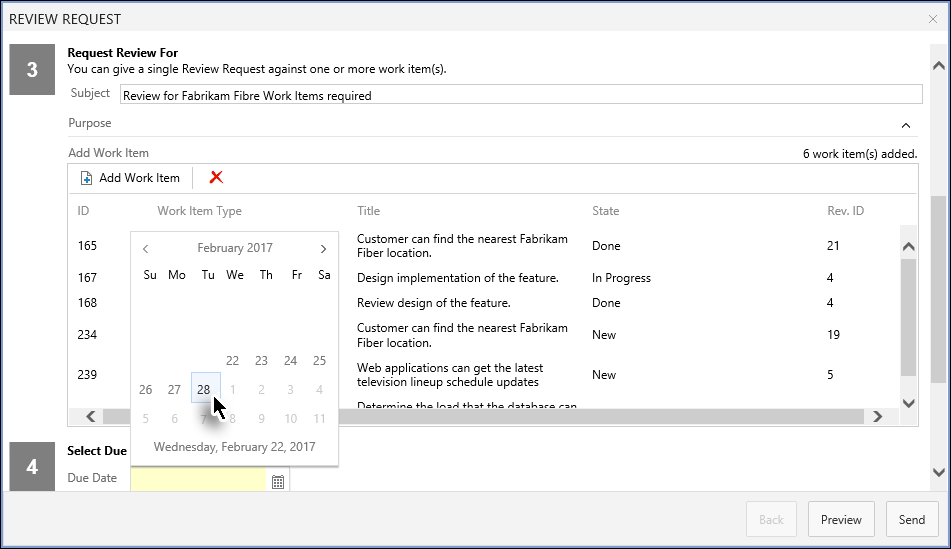 REVIEW REQUEST
3
Request Review For
You can give a single Review Request against one or more work item(s).
Subject Review for Fabrikam Fibre Work Items required
Purpose
Add Work Item 6 work item(s) added.
Add Work Item
ID Work Item Type Title State Rev. ID
165 Customer can find the nearest Fabrikam Fiber location. Done 21
167 Design implementation of the feature. In Progress 4
168 Review design of the feature. Done 4
234 Customer can find the nearest Fabrikam Fiber location. New 19
239 Web applications can get the latest television lineup schedule updates New 5
Determine the load that the database can
February 2017
Su Mo Tu We Th Fr Sa
22 23 24 25
26 27 28 1 2 3 4
5 6 7 8 9 10 11
Wednesday, February 22, 2017
4
Select Due
Due Date
Back Preview Send